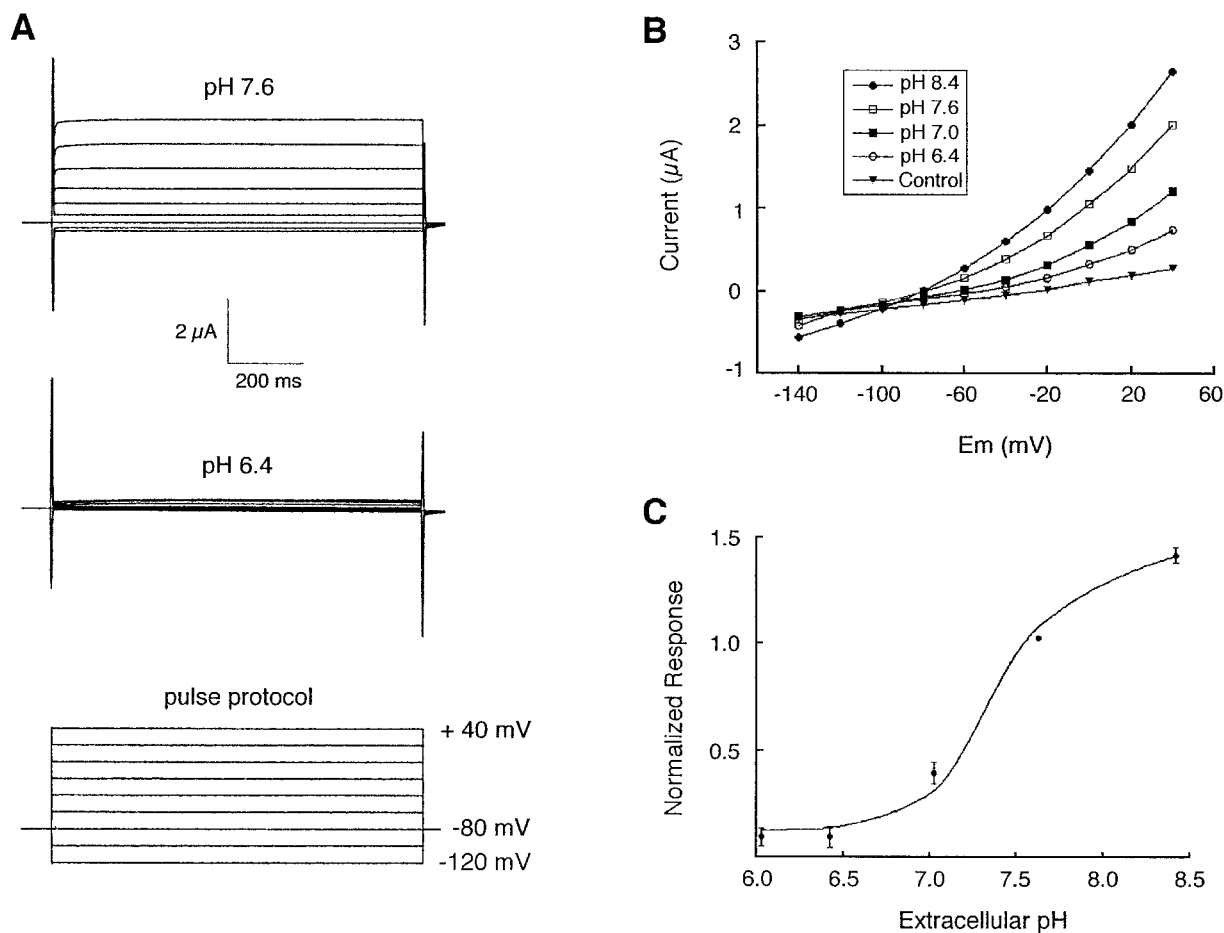 A
pH 7.6
2 µA
200 ms
pH 6.4
pulse protocol
+ 40 mV
-80 mV
-120 mV
B
3
2
1
0
-1
Current (µA)
pH 8.4
pH 7.6
pH 7.0
pH 6.4
Control
-140 -100 -60 -20 20 60
Em (mV)
C
1.5
1.0
0.5
Normalized Response
6.0 6.5 7.0 7.5 8.0 8.5
Extracellular pH